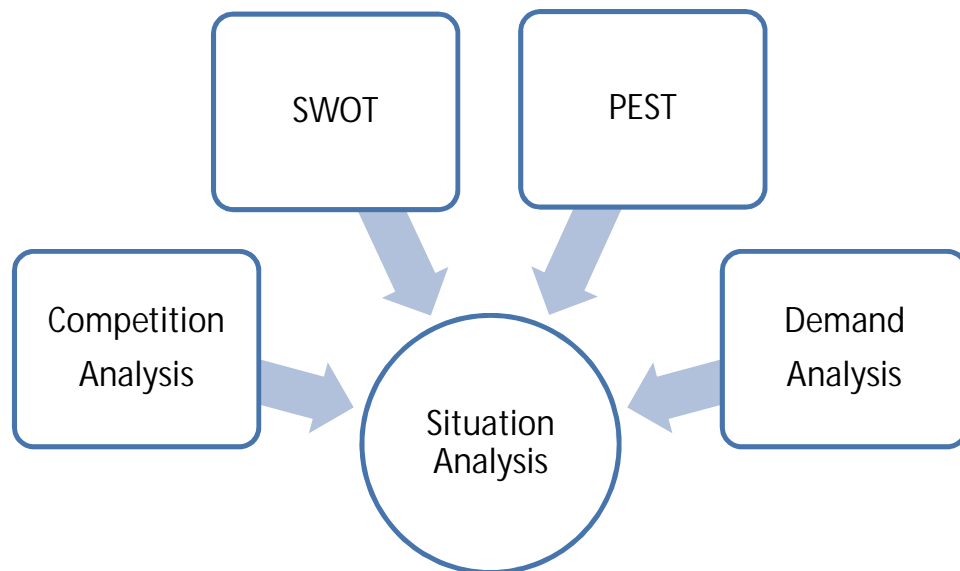 SWOT
PEST
Competition
Analysis
Demand
Analysis
Situation
Analysis